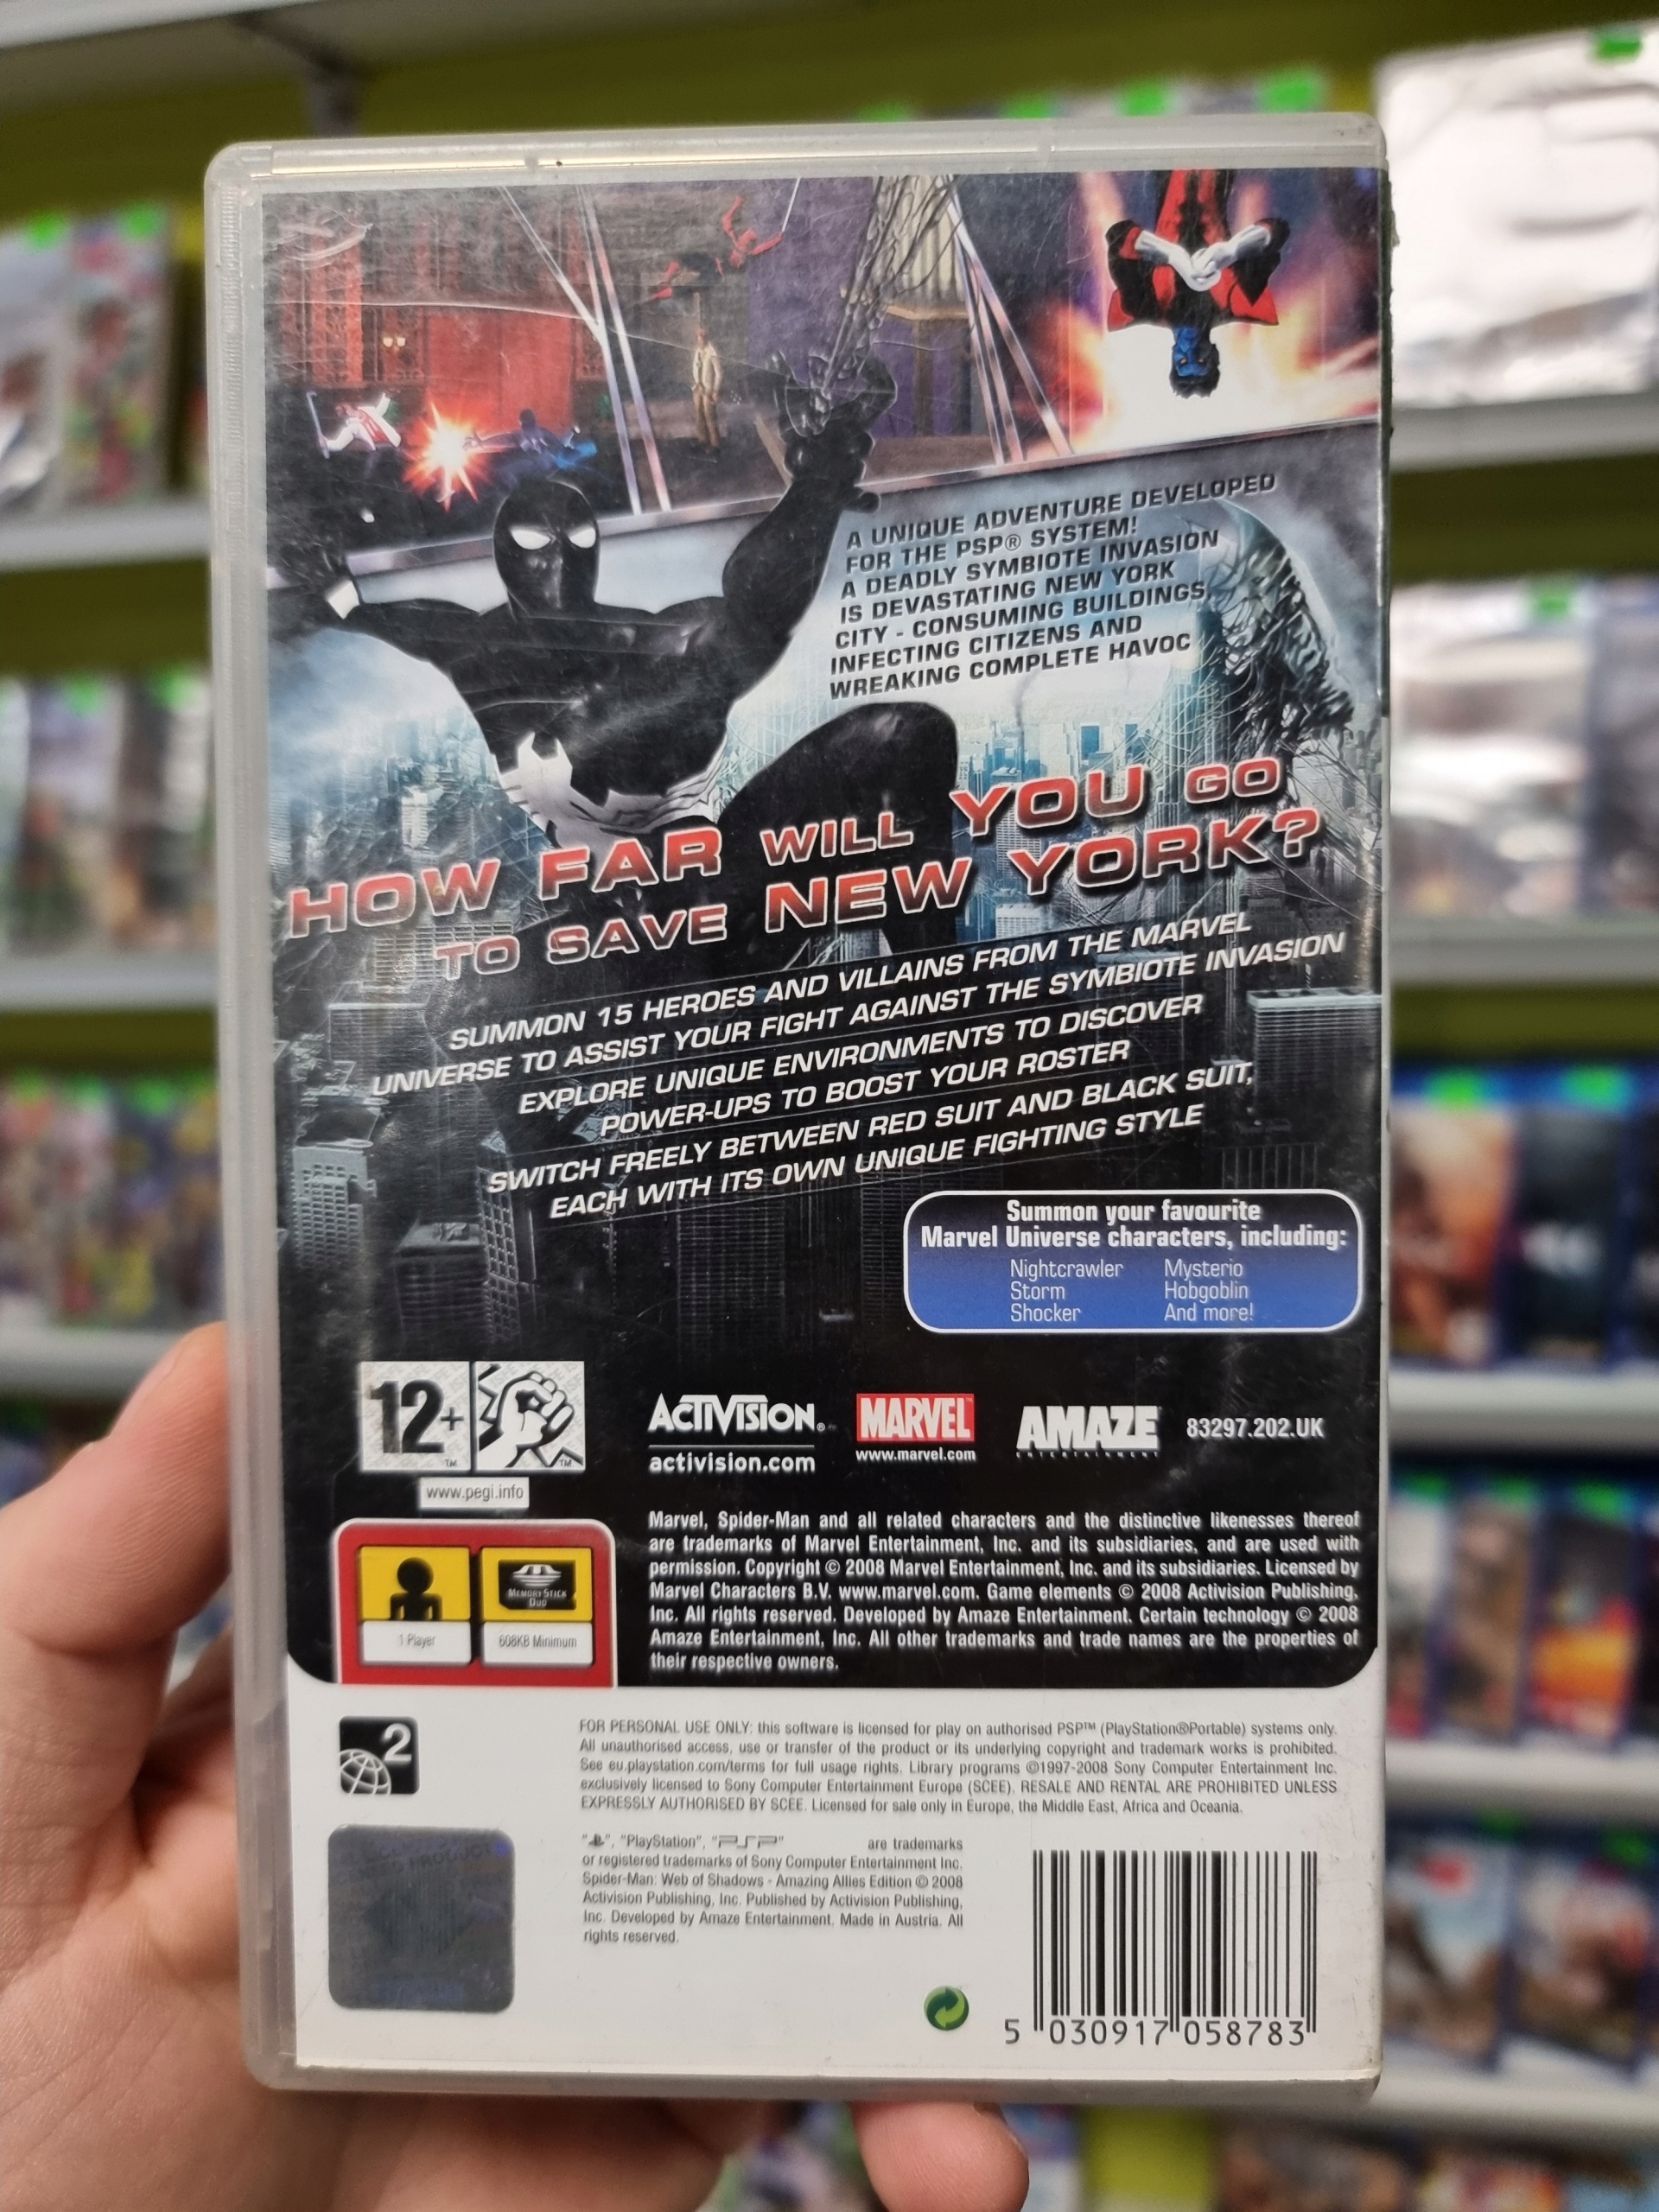 A UNIQUE ADVENTURE DEVELOPED
FOR THE PSP® SYSTEM!
A DEADLY SYMBIOTE INVASION
IS DEVASTATING NEW YORK
CITY - CONSUMING BUILDINGS,
INFECTING CITIZENS AND
WREAKING COMPLETE HAVOC
HOW FAR WILL YOU GO
TO SAVE NEW YORK?
SUMMON 15 HEROES AND VILLAINS FROM THE MARVEL
UNIVERSE TO ASSIST YOUR FIGHT AGAINST THE SYMBIOTE INVASION
EXPLORE UNIQUE ENVIRONMENTS TO DISCOVER
POWER-UPS TO BOOST YOUR ROSTER
SWITCH FREELY BETWEEN RED SUIT AND BLACK SUIT,
EACH WITH ITS OWN UNIQUE FIGHTING STYLE
Summon your favourite
Marvel Universe characters, including:
Nightcrawler Mysterio
Storm Hobgoblin
Shocker And more!
12+
www.pegi.info
ACTIVISION®
activision.com
MARVEL
www.marvel.com
AMAZE
ENTERTAINMENT
83297.202.UK
Marvel, Spider-Man and all related characters and the distinctive likenesses thereof
are trademarks of Marvel Entertainment, Inc. and its subsidiaries, and are used with
permission. Copyright © 2008 Marvel Entertainment, Inc. and its subsidiaries. Licensed by
Marvel Characters B.V. www.marvel.com. Game elements © 2008 Activision Publishing,
Inc. All rights reserved. Developed by Amaze Entertainment. Certain technology © 2008
Amaze Entertainment, Inc. All other trademarks and trade names are the properties of
their respective owners.
MEMORY STICK
DUO
1 Player
608KB Minimum
2
FOR PERSONAL USE ONLY: this software is licensed for play on authorised PSP™ (PlayStation®Portable) systems only.
All unauthorised access, use or transfer of the product or its underlying copyright and trademark works is prohibited.
See eu.playstation.com/terms for full usage rights. Library programs ©1997-2008 Sony Computer Entertainment Inc.
exclusively licensed to Sony Computer Entertainment Europe (SCEE). RESALE AND RENTAL ARE PROHIBITED UNLESS
EXPRESSLY AUTHORISED BY SCEE. Licensed for sale only in Europe, the Middle East, Africa and Oceania.
"", "PlayStation", "PSP" are trademarks
or registered trademarks of Sony Computer Entertainment Inc.
Spider-Man: Web of Shadows - Amazing Allies Edition © 2008
Activision Publishing, Inc. Published by Activision Publishing,
Inc. Developed by Amaze Entertainment. Made in Austria. All
rights reserved.
5 030917 058783